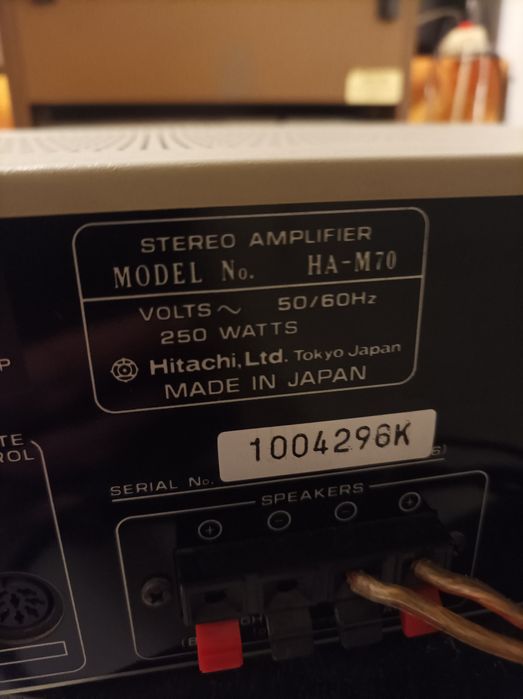 STEREO AMPLIFIER
MODEL No. HA-M70
VOLTS ~ 50/60Hz
250 WATTS
Hitachi, Ltd. Tokyo Japan
MADE IN JAPAN
1004296K
SERIAL No.
SPEAKERS
+ - - +